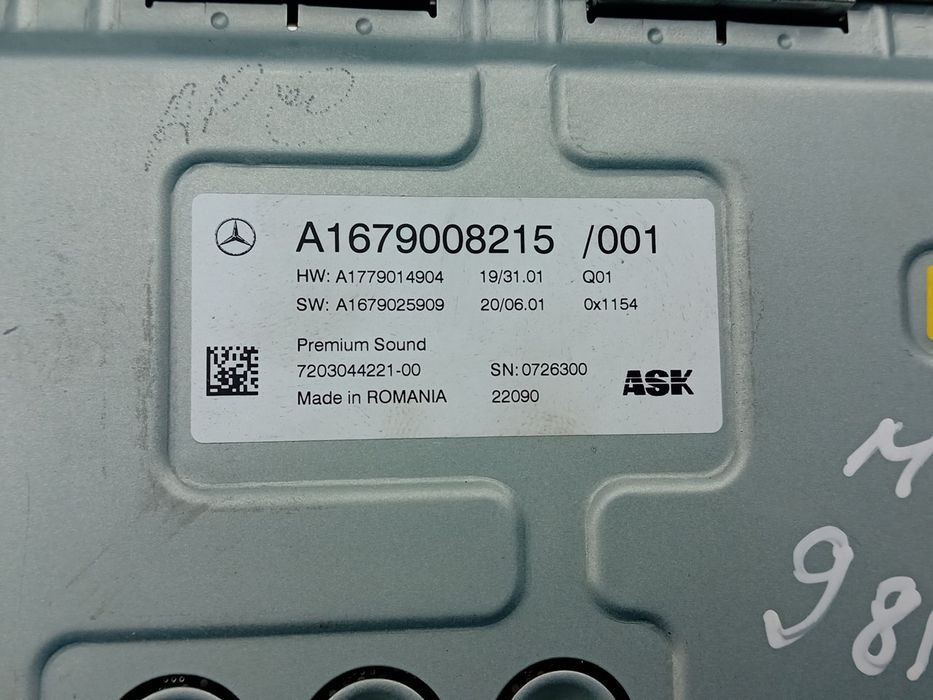 A1679008215 /001
HW: A1779014904 19/31.01 Q01
SW: A1679025909 20/06.01 0x1154
Premium Sound
7203044221-00 SN:0726300
Made in ROMANIA 22090
ASK
98